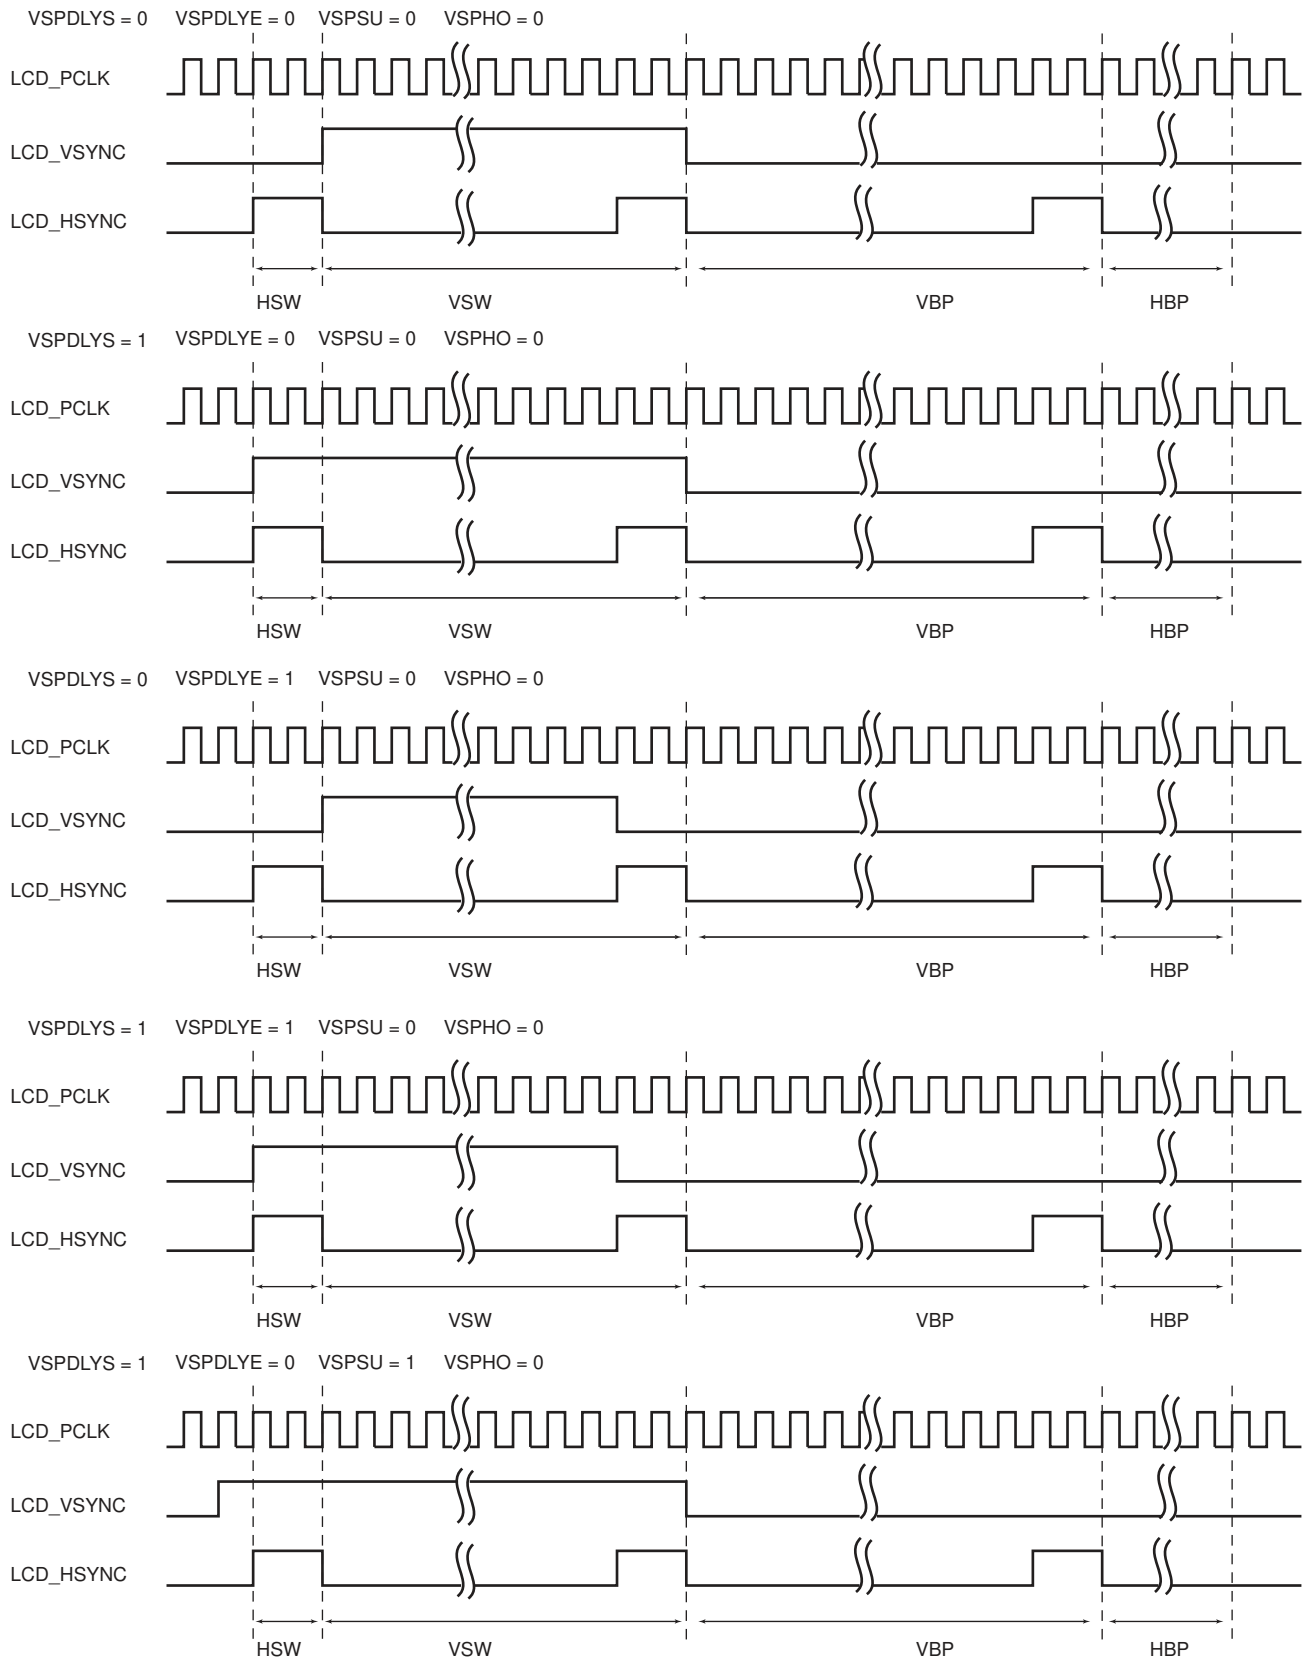 VSPDLYS = 0 VSPDLYE = 0 VSPSU = 0 VSPHO = 0
LCD_PCLK
LCD_VSYNC
LCD_HSYNC
HSW VSW VBP HBP
VSPDLYS = 1 VSPDLYE = 0 VSPSU = 0 VSPHO = 0
LCD_PCLK
LCD_VSYNC
LCD_HSYNC
HSW VSW VBP HBP
VSPDLYS = 0 VSPDLYE = 1 VSPSU = 0 VSPHO = 0
LCD_PCLK
LCD_VSYNC
LCD_HSYNC
HSW VSW VBP HBP
VSPDLYS = 1 VSPDLYE = 1 VSPSU = 0 VSPHO = 0
LCD_PCLK
LCD_VSYNC
LCD_HSYNC
HSW VSW VBP HBP
VSPDLYS = 1 VSPDLYE = 0 VSPSU = 1 VSPHO = 0
LCD_PCLK
LCD_VSYNC
LCD_HSYNC
HSW VSW VBP HBP